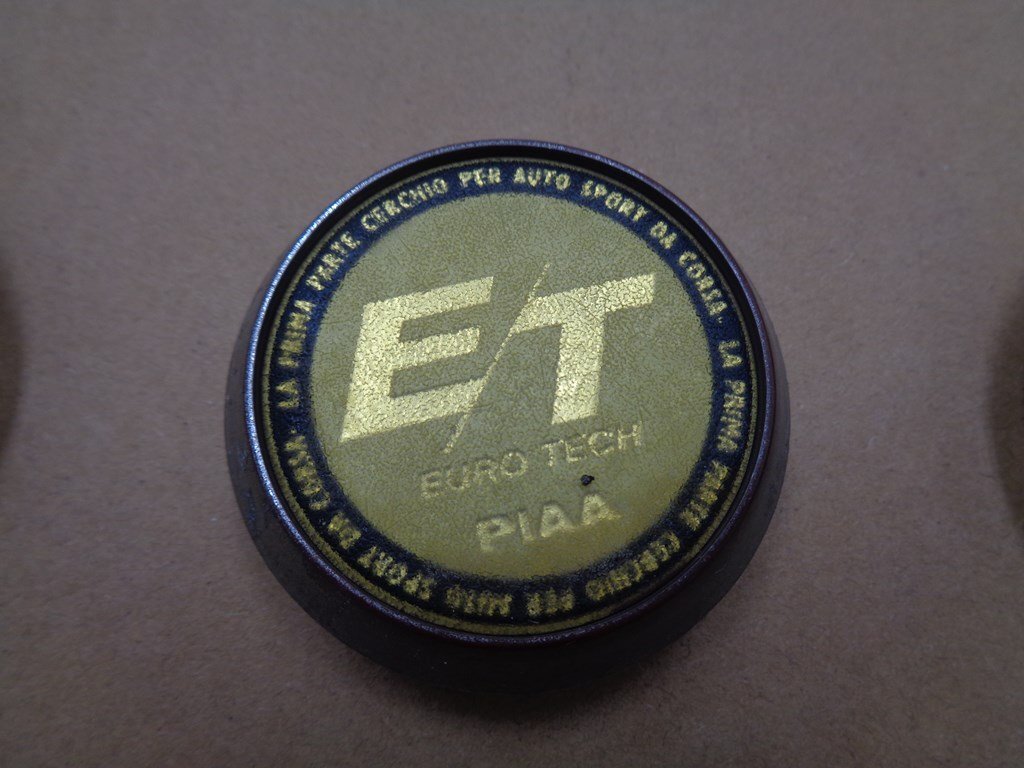 LA PRIMA PARTE CERCHIO PER AUTO SPORT DA CORSA · LA PRIMA PARTE CERCHIO PER AUTO SPORT DA CORSA ·
E/T
EURO TECH
PIAA